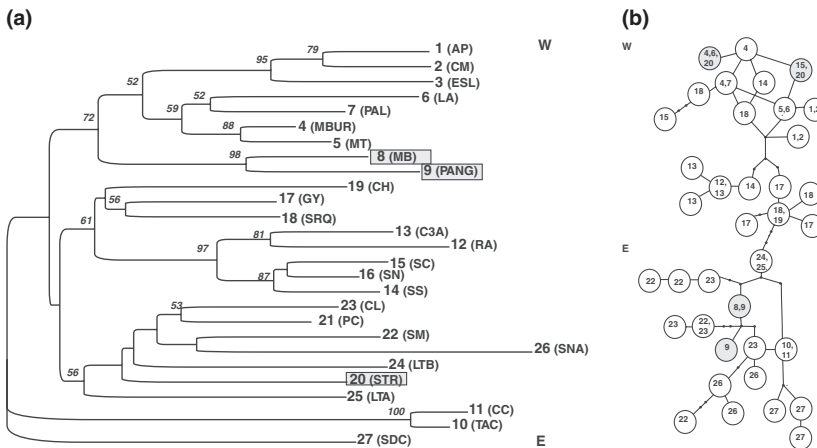 (a)
(b)
W
W
79
1 (AP)
2 (CM)
95
3 (ESL)
52
52
6 (LA)
7 (PAL)
59
88
4 (MBUR)
5 (MT)
72
98
8 (MB)
9 (PANG)
19 (CH)
56
17 (GY)
18 (SRQ)
61
81
13 (C3A)
12 (RA)
97
15 (SC)
16 (SN)
87
14 (SS)
53
23 (CL)
21 (PC)
22 (SM)
26 (SNA)
24 (LTB)
56
20 (STR)
25 (LTA)
100
11 (CC)
10 (TAC)
27 (SDC)
E
4,6, 20
4
15, 20
4,7
14
18
15
18
5,6
1,2
1,2
13
12, 13
14
13
17
18
18, 19
17
17
E
24, 25,
22
22
23
8,9
23
22, 23
9
23
10, 11
26
26
22
26
27
27
27